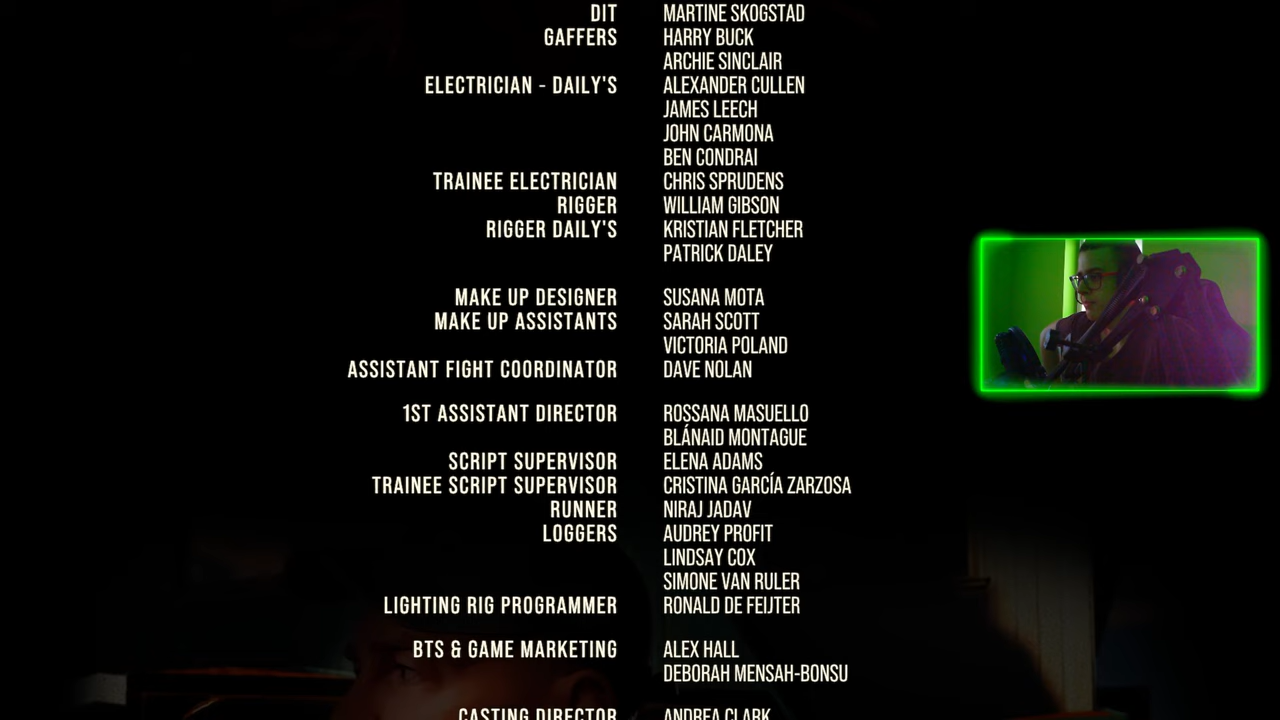 DIT MARTINE SKOGSTAD
GAFFERS HARRY BUCK
ARCHIE SINCLAIR
ELECTRICIAN - DAILY'S ALEXANDER CULLEN
JAMES LEECH
JOHN CARMONA
BEN CONDRAI
TRAINEE ELECTRICIAN CHRIS SPRUDENS
RIGGER WILLIAM GIBSON
RIGGER DAILY'S KRISTIAN FLETCHER
PATRICK DALEY
MAKE UP DESIGNER SUSANA MOTA
MAKE UP ASSISTANTS SARAH SCOTT
VICTORIA POLAND
ASSISTANT FIGHT COORDINATOR DAVE NOLAN
1ST ASSISTANT DIRECTOR ROSSANA MASUELLO
BLÁNAID MONTAGUE
SCRIPT SUPERVISOR ELENA ADAMS
TRAINEE SCRIPT SUPERVISOR CRISTINA GARCÍA ZARZOSA
RUNNER NIRAJ JADAV
LOGGERS AUDREY PROFIT
LINDSAY COX
SIMONE VAN RULER
LIGHTING RIG PROGRAMMER RONALD DE FEIJTER
BTS & GAME MARKETING ALEX HALL
DEBORAH MENSAH-BONSU
CASTING DIRECTOR ANDREA CLARK